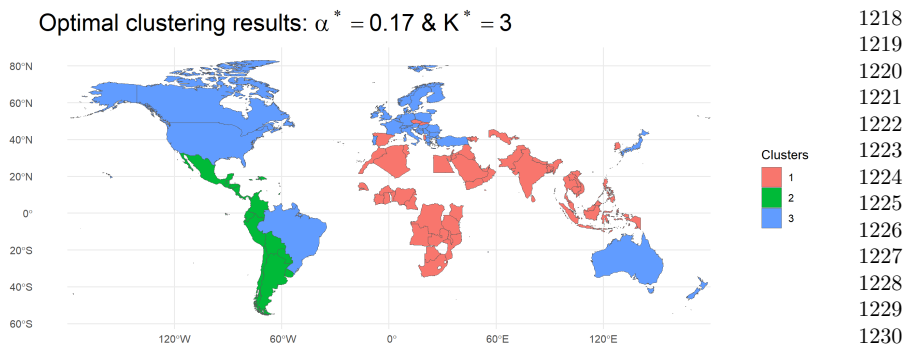 Optimal clustering results: α* = 0.17 & K* = 3
1218
1219
1220
1221
1222
1223
1224
1225
1226
1227
1228
1229
1230
80°N
60°N
40°N
20°N
0°
20°S
40°S
60°S
120°W
60°W
0°
60°E
120°E
Clusters
1
2
3